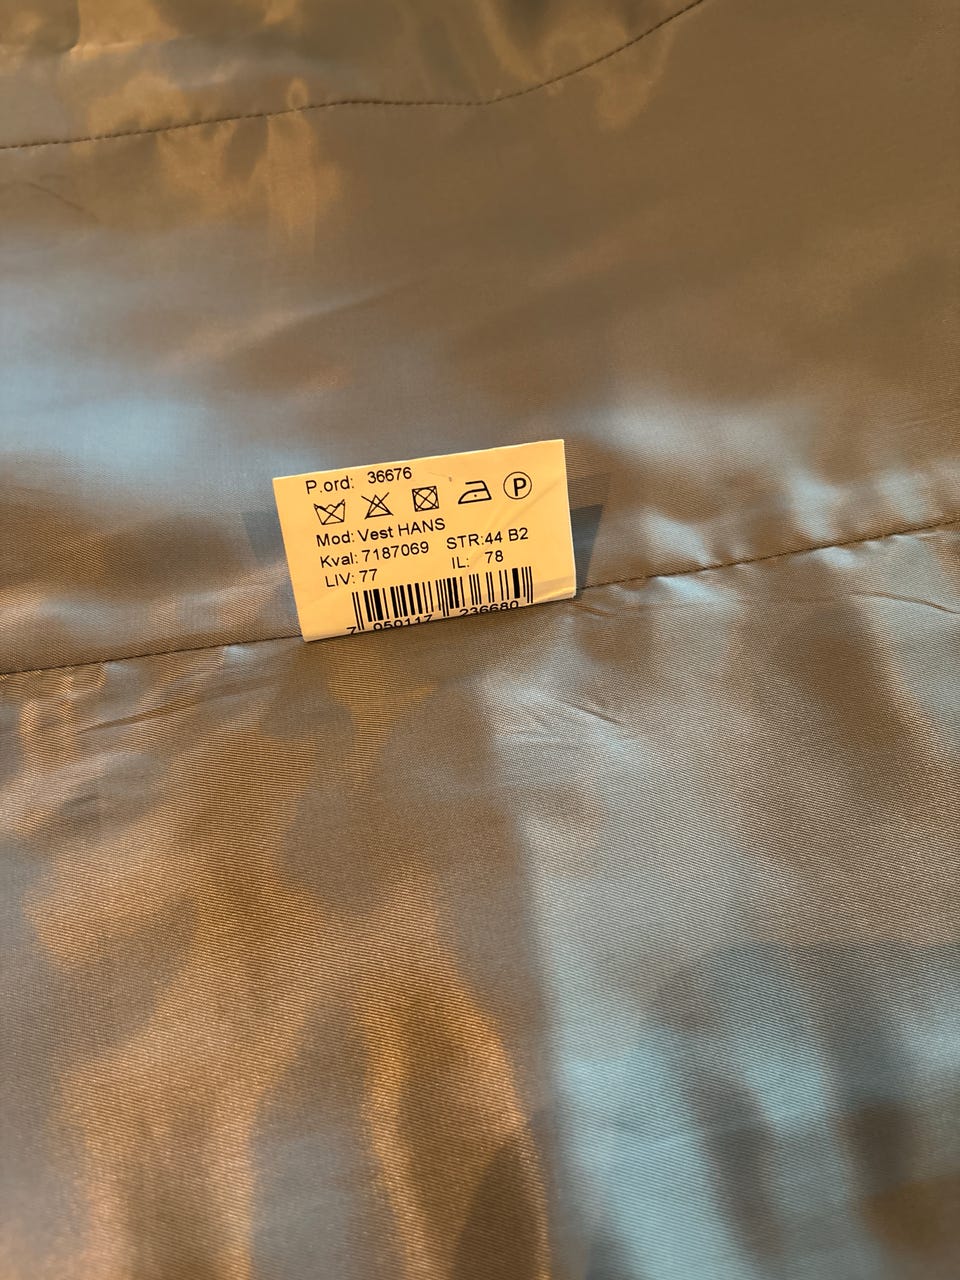 P.ord: 36676
P
Mod: Vest HANS
Kval: 7187069 STR:44 B2
LIV: 77 IL: 78
7 050117 236680